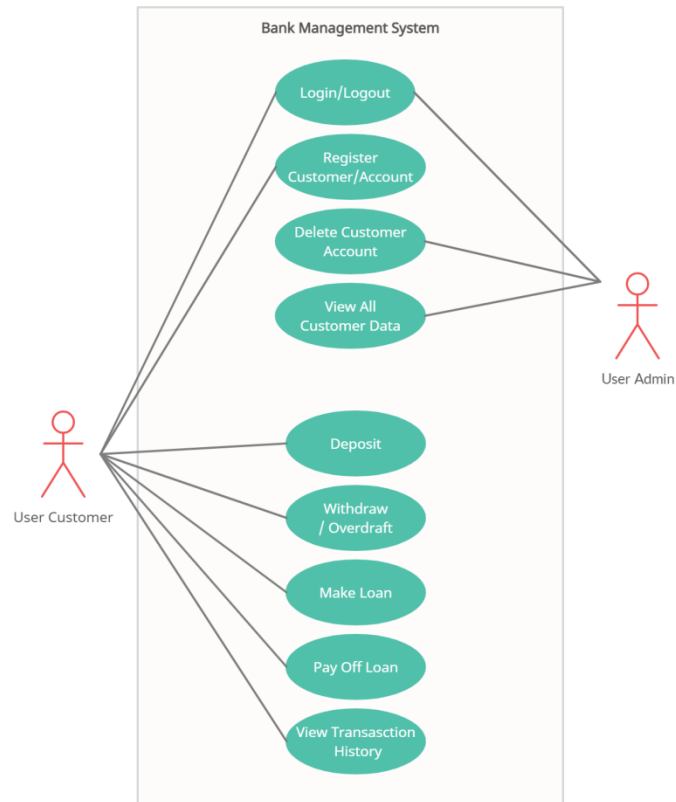 Bank Management System
Login/Logout
Register
Customer/Account
Delete Customer
Account
View All
Customer Data
User Admin
Deposit
User Customer
Withdraw
/ Overdraft
Make Loan
Pay Off Loan
View Transasction
History